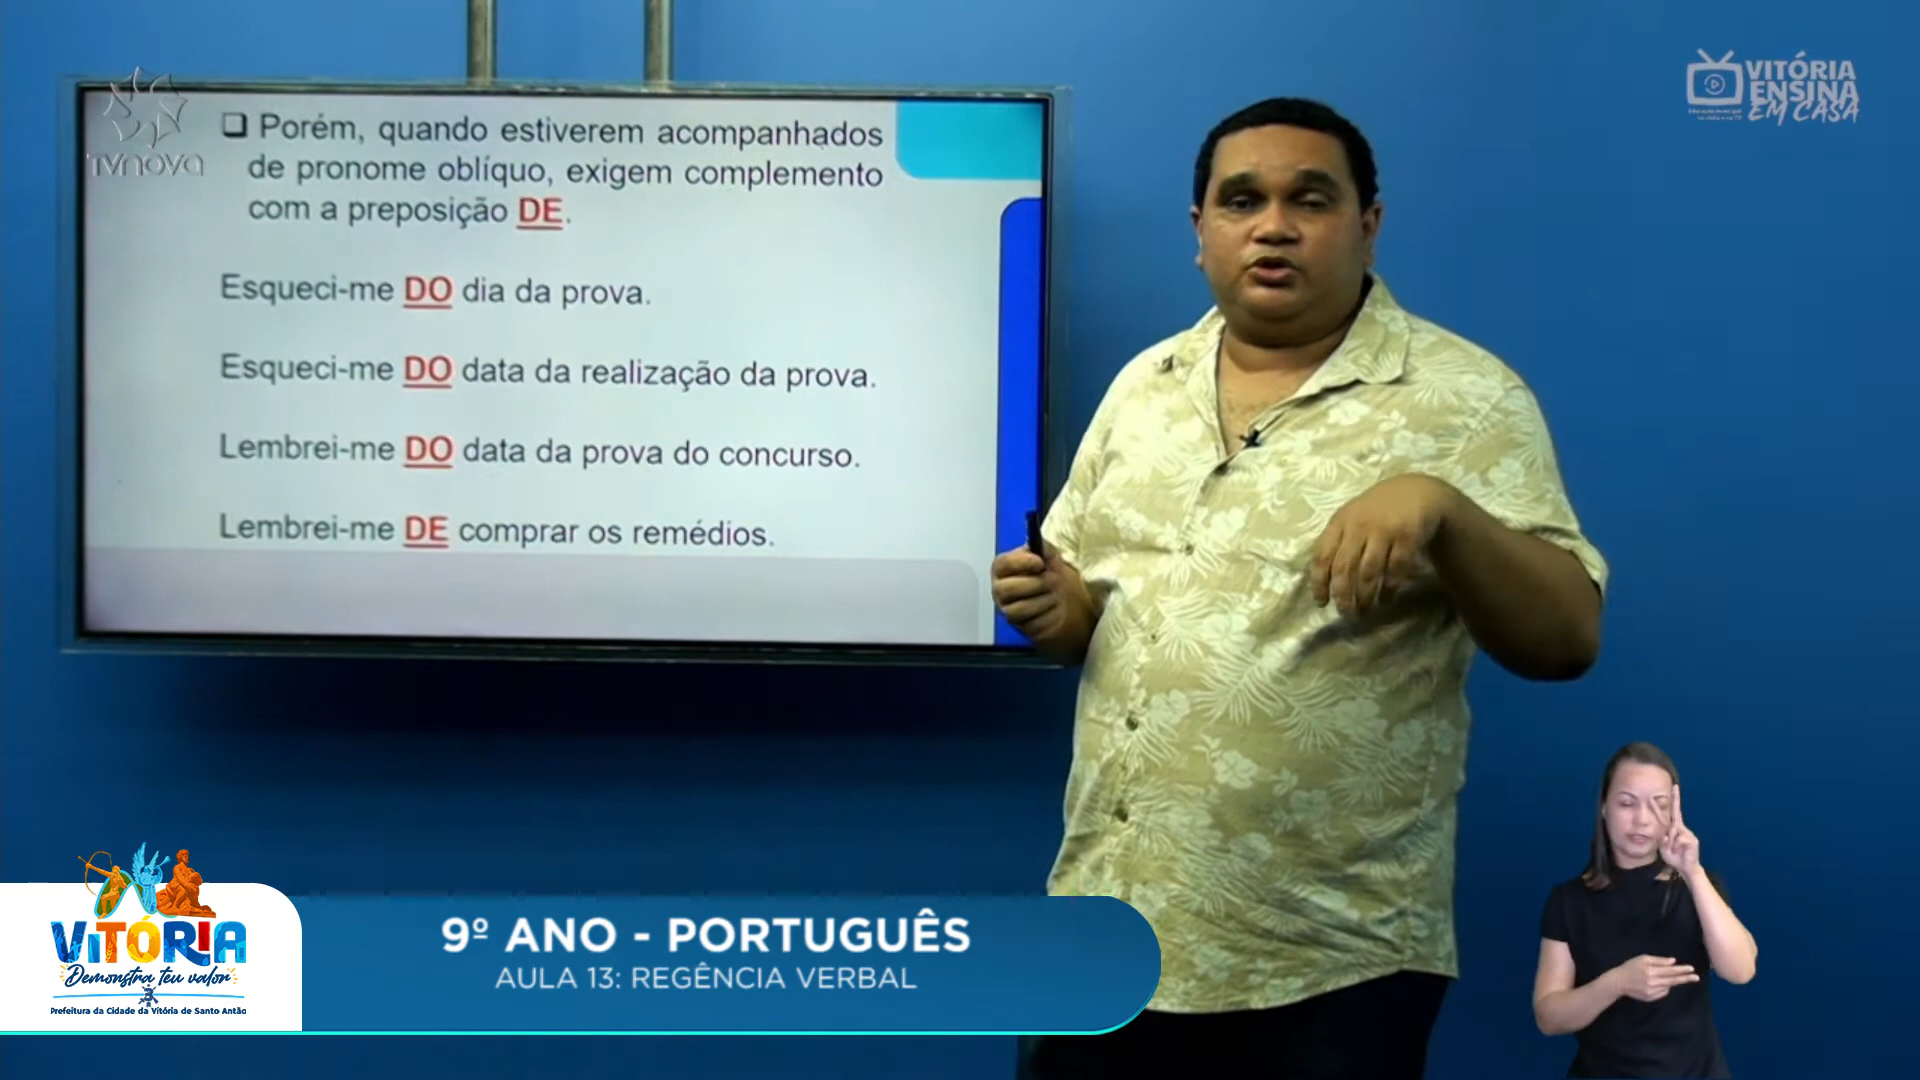 TVNOVA
VITÓRIA
ENSINA
EM CASA
❑ Porém, quando estiverem acompanhados
de pronome oblíquo, exigem complemento
com a preposição DE.
Esqueci-me DO dia da prova.
Esqueci-me DO data da realização da prova.
Lembrei-me DO data da prova do concurso.
Lembrei-me DE comprar os remédios.
VITÓRIA
Demonstra teu valor
Prefeitura da Cidade da Vitória de Santo Antão
9º ANO - PORTUGUÊS
AULA 13: REGÊNCIA VERBAL